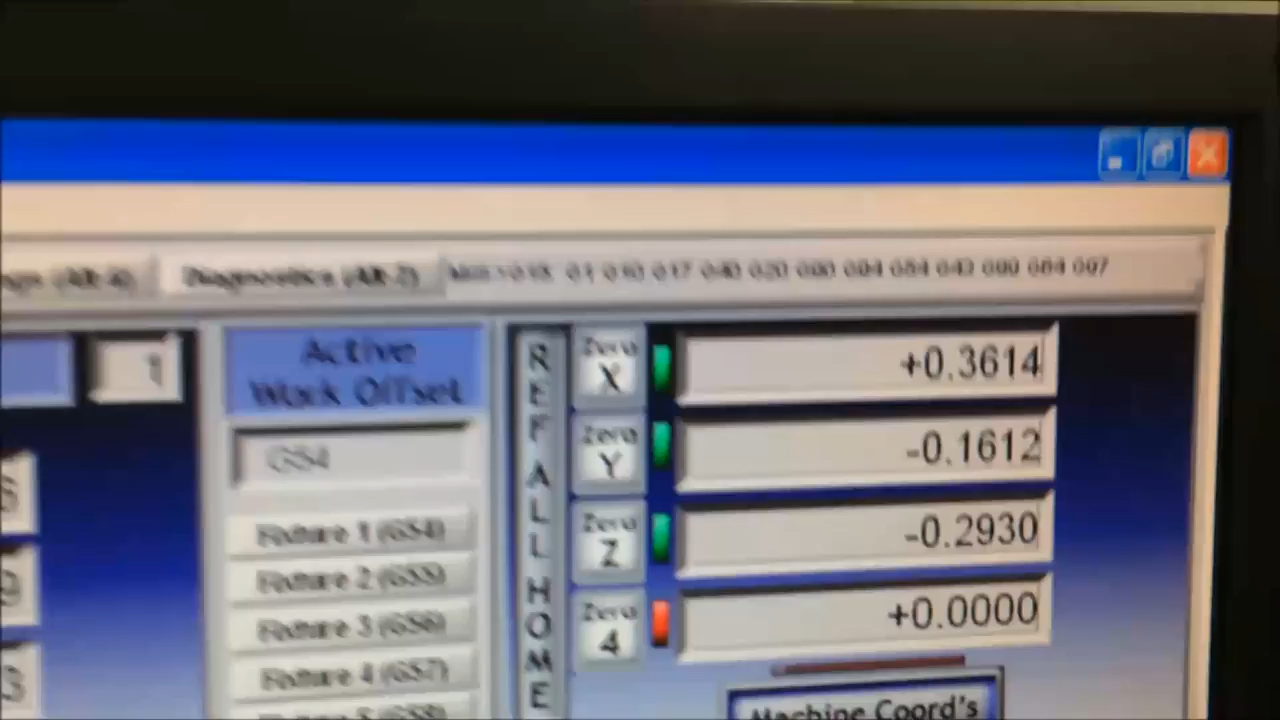 Diagnostics (Alt-7)
1
Active
Work Offset
G54
Fixture 1 (G54)
Fixture 2 (G55)
Fixture 3 (G56)
Fixture 4 (G57)
REF ALL HOME
Zero
X
+0.3614
Zero
Y
-0.1612
Zero
Z
-0.2930
Zero
4
+0.0000
Machine Coord's